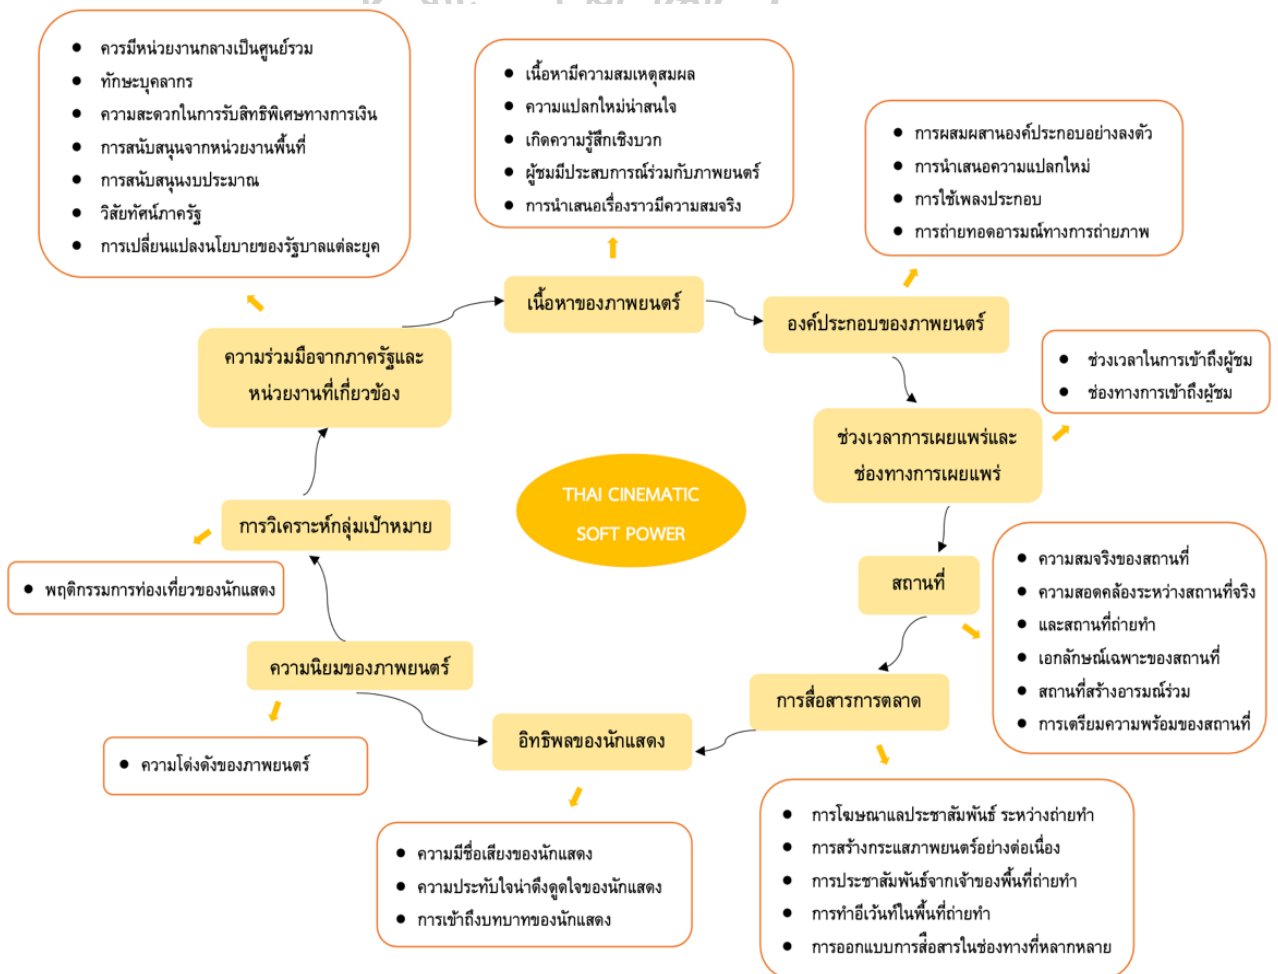 ควรมีหน่วยงานกลางเป็นศูนย์รวม
ทักษะบุคลากร
ความสะดวกในการรับสิทธิพิเศษทางการเงิน
การสนับสนุนจากหน่วยงานพื้นที่
การสนับสนุนงบประมาณ
วิสัยทัศน์ภาครัฐ
การเปลี่ยนแปลงนโยบายของรัฐบาลแต่ละยุค
เนื้อหามีความสมเหตุสมผล
ความแปลกใหม่น่าสนใจ
เกิดความรู้สึกเชิงบวก
ผู้ชมมีประสบการณ์ร่วมกับภาพยนตร์
การนำเสนอเรื่องราวมีความสมจริง
การผสมผสานองค์ประกอบอย่างลงตัว
การนำเสนอความแปลกใหม่
การใช้เพลงประกอบ
การถ่ายทอดอารมณ์ทางการถ่ายภาพ
เนื้อหาของภาพยนตร์
องค์ประกอบของภาพยนตร์
ความร่วมมือจากภาครัฐและ
หน่วยงานที่เกี่ยวข้อง
ช่วงเวลาในการเข้าถึงผู้ชม
ช่องทางการเข้าถึงผู้ชม
ช่วงเวลาการเผยแพร่และ
ช่องทางการเผยแพร่
THAI CINEMATIC
SOFT POWER
การวิเคราะห์กลุ่มเป้าหมาย
พฤติกรรมการท่องเที่ยวของนักแสดง
สถานที่
ความสมจริงของสถานที่
ความสอดคล้องระหว่างสถานที่จริง
และสถานที่ถ่ายทำ
เอกลักษณ์เฉพาะของสถานที่
สถานที่สร้างอารมณ์ร่วม
การเตรียมความพร้อมของสถานที่
ความนิยมของภาพยนตร์
ความโด่งดังของภาพยนตร์
การสื่อสารการตลาด
อิทธิพลของนักแสดง
ความมีชื่อเสียงของนักแสดง
ความประทับใจน่าดึงดูดใจของนักแสดง
การเข้าถึงบทบาทของนักแสดง
การโฆษณาแลประชาสัมพันธ์ ระหว่างถ่ายทำ
การสร้างกระแสภาพยนตร์อย่างต่อเนื่อง
การประชาสัมพันธ์จากเจ้าของพื้นที่ถ่ายทำ
การทำอีเว้นท์ในพื้นที่ถ่ายทำ
การออกแบบการสื่อสารในช่องทางที่หลากหลาย